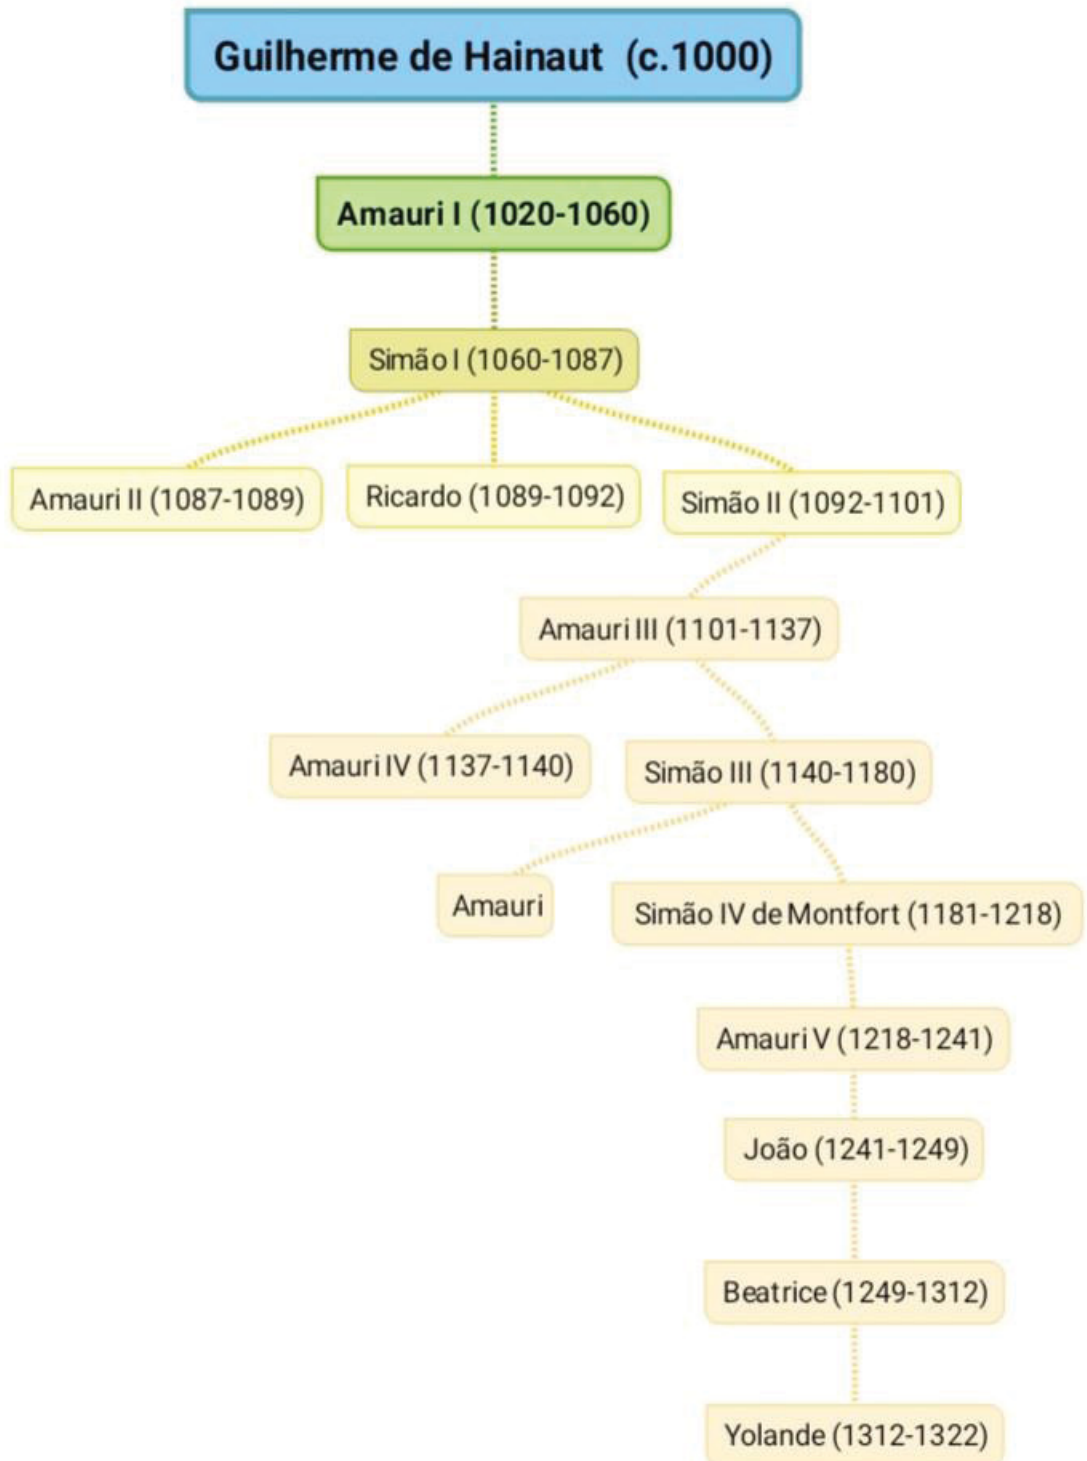 Guilherme de Hainaut (c.1000)
Amauri I (1020-1060)
Simão I (1060-1087)
Amauri II (1087-1089)
Ricardo (1089-1092)
Simão II (1092-1101)
Amauri III (1101-1137)
Amauri IV (1137-1140)
Simão III (1140-1180)
Amauri
Simão IV de Montfort (1181-1218)
Amauri V (1218-1241)
João (1241-1249)
Beatrice (1249-1312)
Yolande (1312-1322)